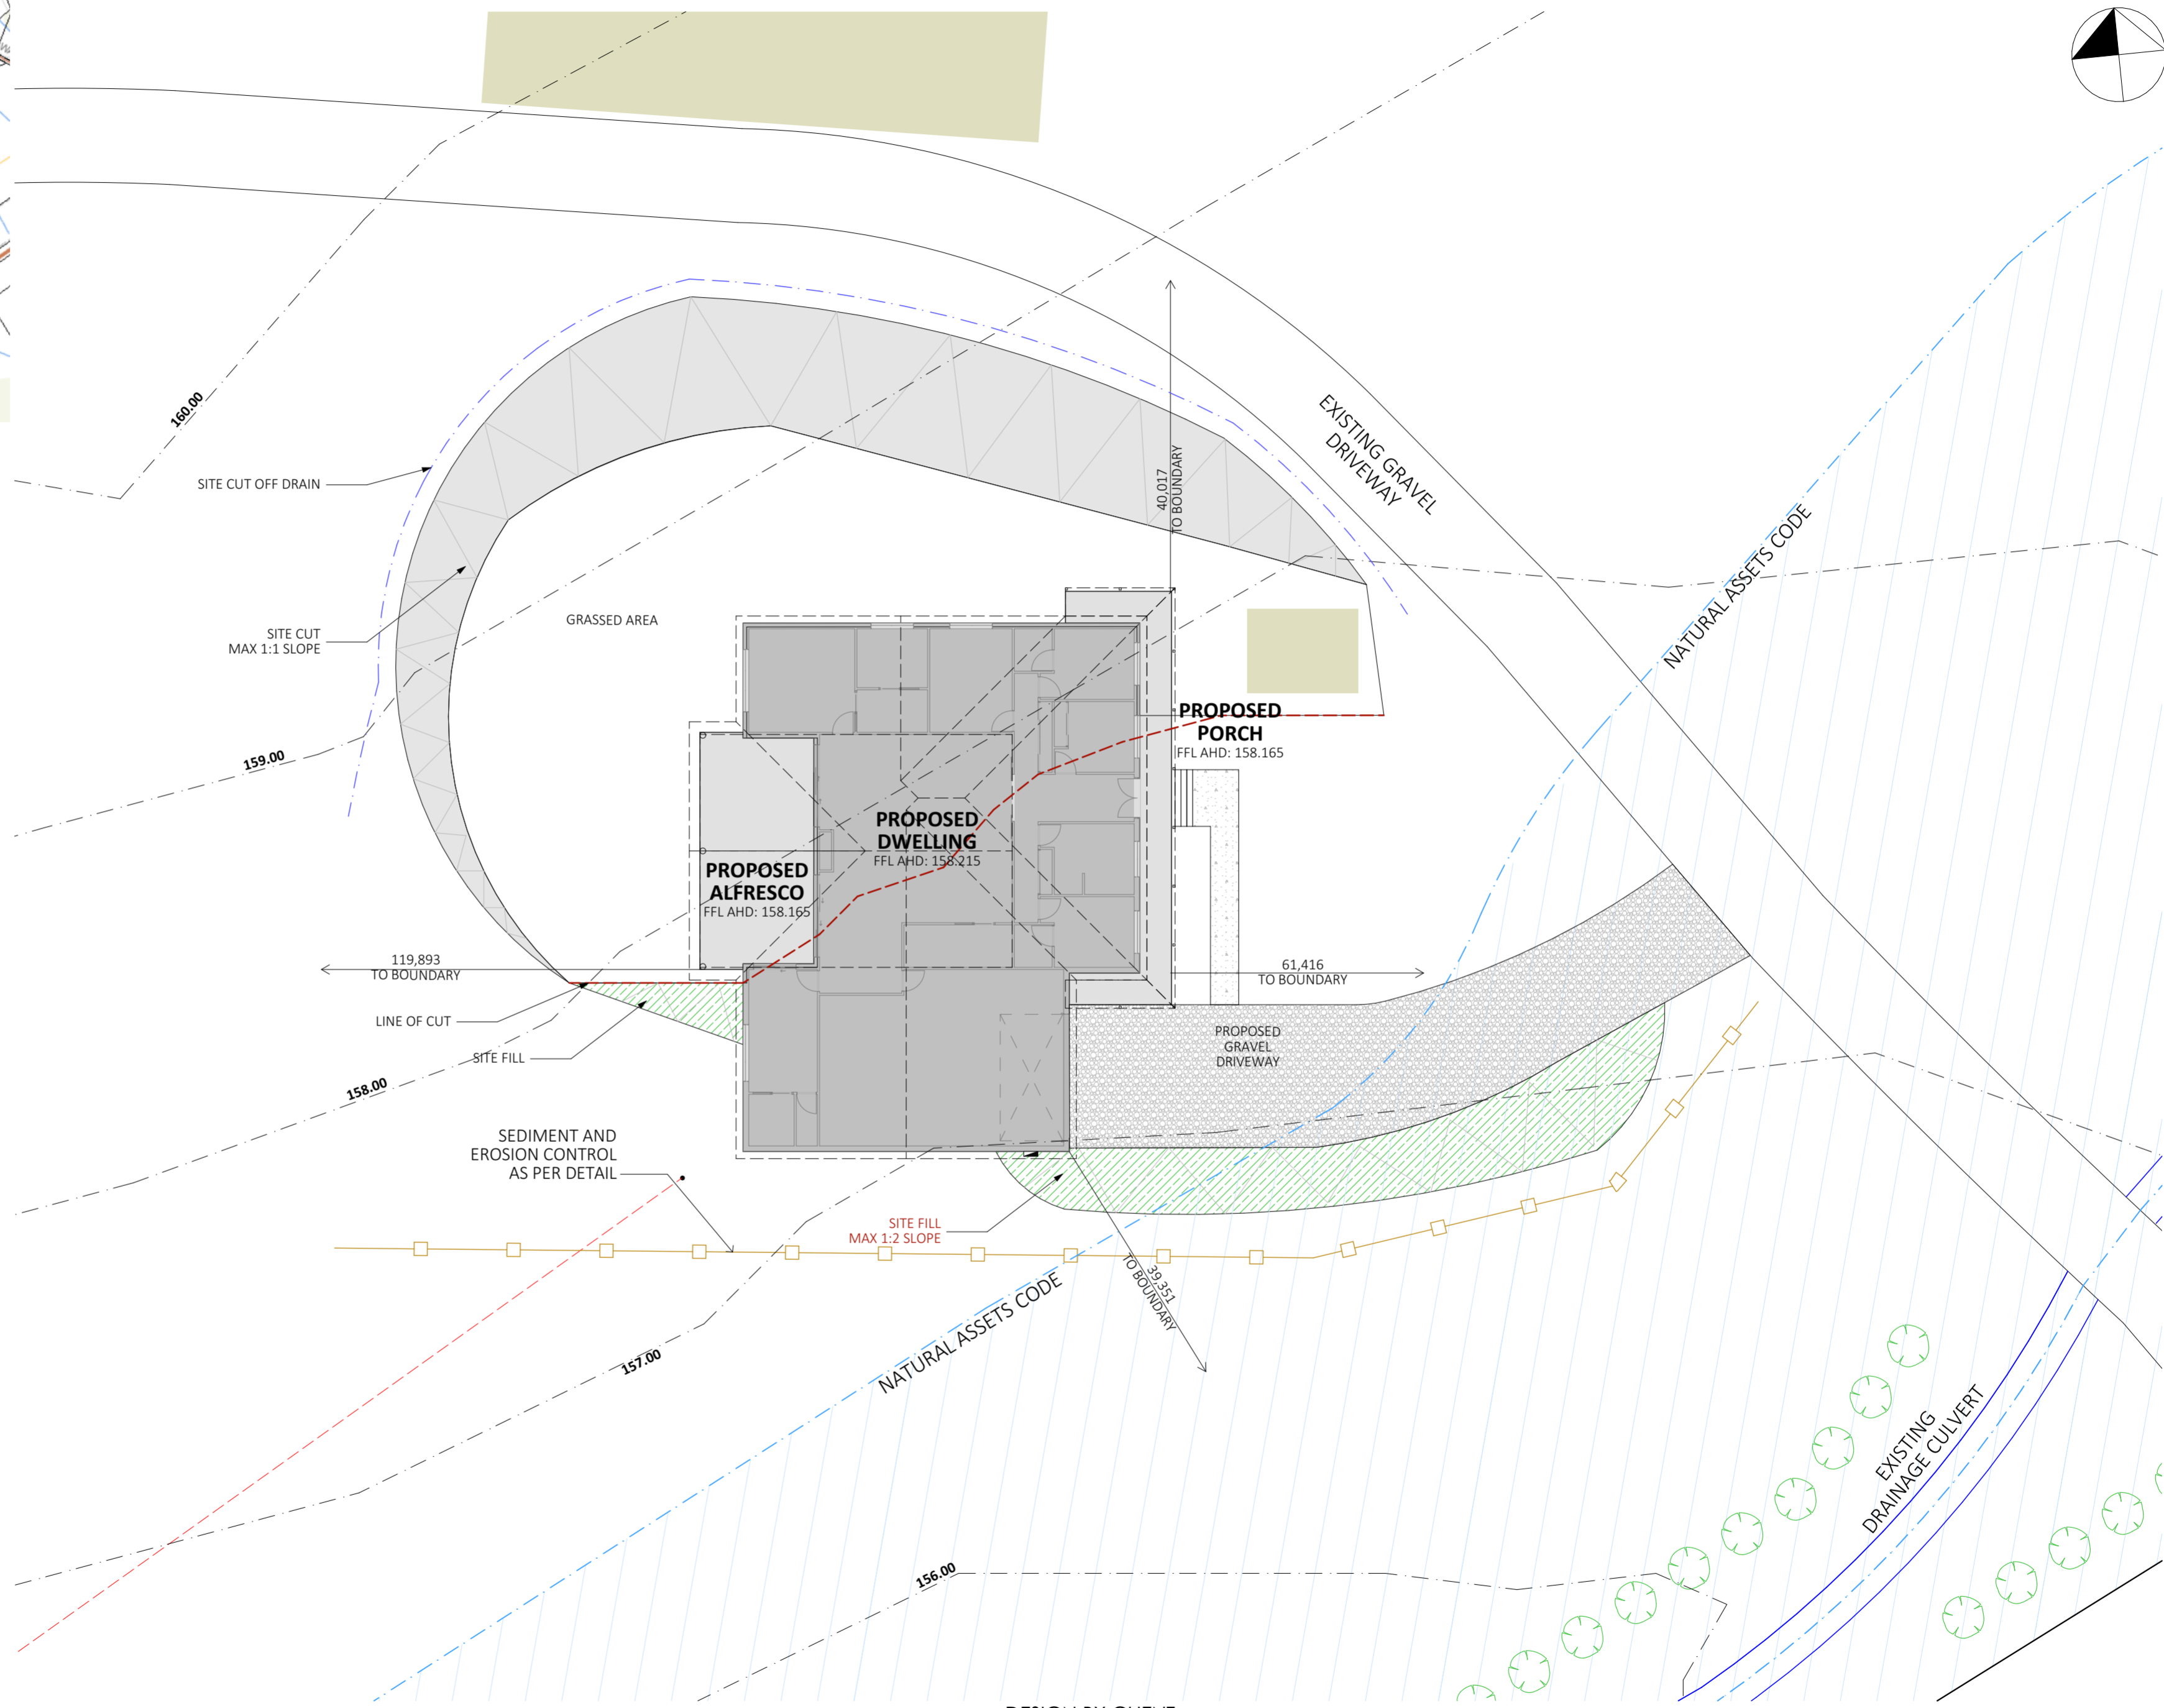 160.00
SITE CUT OFF DRAIN
EXISTING GRAVEL
DRIVEWAY
40,017
TO BOUNDARY
NATURAL ASSETS CODE
GRASSED AREA
SITE CUT
MAX 1:1 SLOPE
159.00
PROPOSED
PORCH
FFL AHD: 158.165
PROPOSED
DWELLING
FFL AHD: 158.215
PROPOSED
ALFRESCO
FFL AHD: 158.165
119,893
TO BOUNDARY
61,416
TO BOUNDARY
LINE OF CUT
SITE FILL
PROPOSED
GRAVEL
DRIVEWAY
158.00
SEDIMENT AND
EROSION CONTROL
AS PER DETAIL
SITE FILL
MAX 1:2 SLOPE
39,351
TO BOUNDARY
NATURAL ASSETS CODE
157.00
EXISTING
DRAINAGE CULVERT
156.00